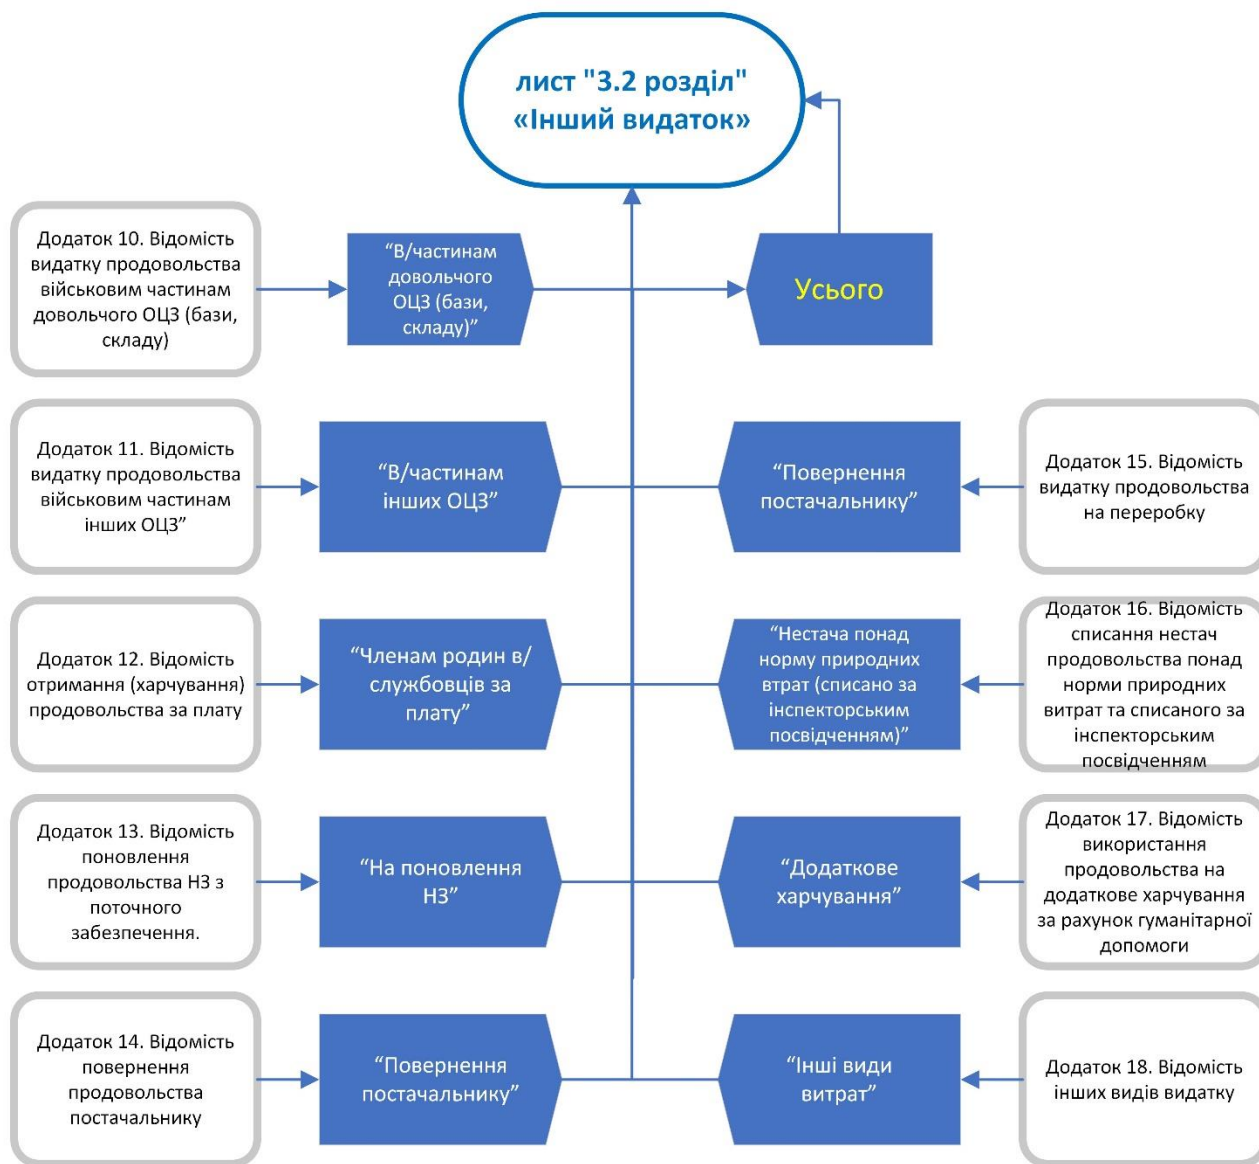 лист "3.2 розділ"
«Інший видаток»
Додаток 10. Відомість
видатку продовольства
військовим частинам
довольчого ОЦЗ (бази,
складу)
“В/частинам
довольчого
ОЦЗ (бази,
складу)”
Усього
Додаток 11. Відомість
видатку продовольства
військовим частинам
інших ОЦЗ”
“В/частинам
інших ОЦЗ”
“Повернення
постачальнику”
Додаток 15. Відомість
видатку продовольства
на переробку
Додаток 12. Відомість
отримання (харчування)
продовольства за плату
“Членам родин в/
службовців за
плату”
“Нестача понад
норму природних
втрат (списано за
інспекторським
посвідченням)”
Додаток 16. Відомість
списання нестач
продовольства понад
норми природних
витрат та списаного за
інспекторським
посвідченням
Додаток 13. Відомість
поновлення
продовольства НЗ з
поточного
забезпечення.
“На поновлення
НЗ”
“Додаткове
харчування”
Додаток 17. Відомість
використання
продовольства на
додаткове харчування
за рахунок гуманітарної
допомоги
Додаток 14. Відомість
повернення
продовольства
постачальнику
“Повернення
постачальнику”
“Інші види
витрат”
Додаток 18. Відомість
інших видів видатку